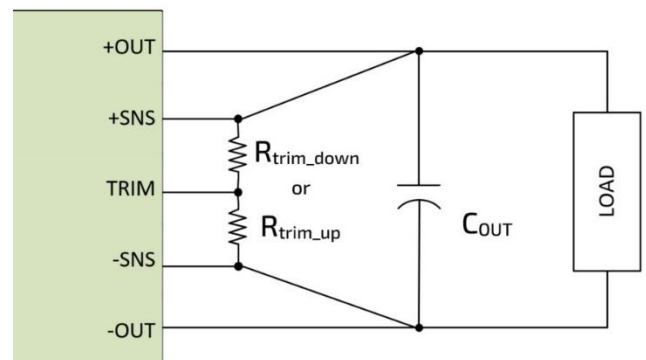 +OUT
+SNS
Rtrim_down
TRIM
or
Rtrim_up
-SNS
-OUT
COUT
LOAD